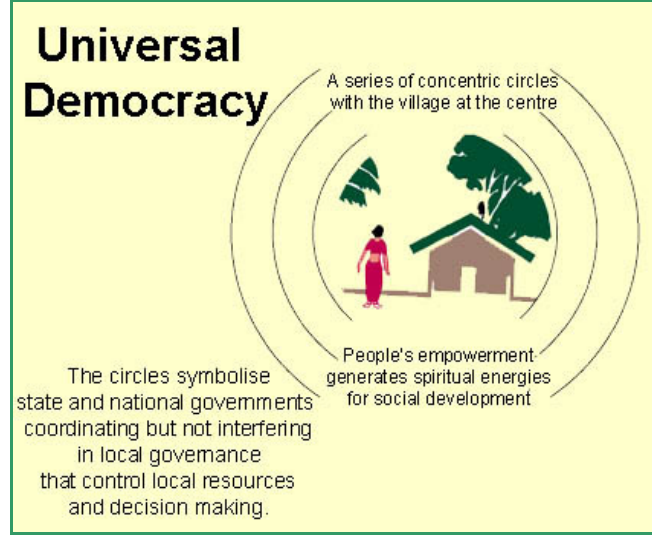 Universal
Democracy
A series of concentric circles
with the village at the centre
People's empowerment
generates spiritual energies
for social development
The circles symbolise
state and national governments
coordinating but not interfering
in local governance
that control local resources
and decision making.